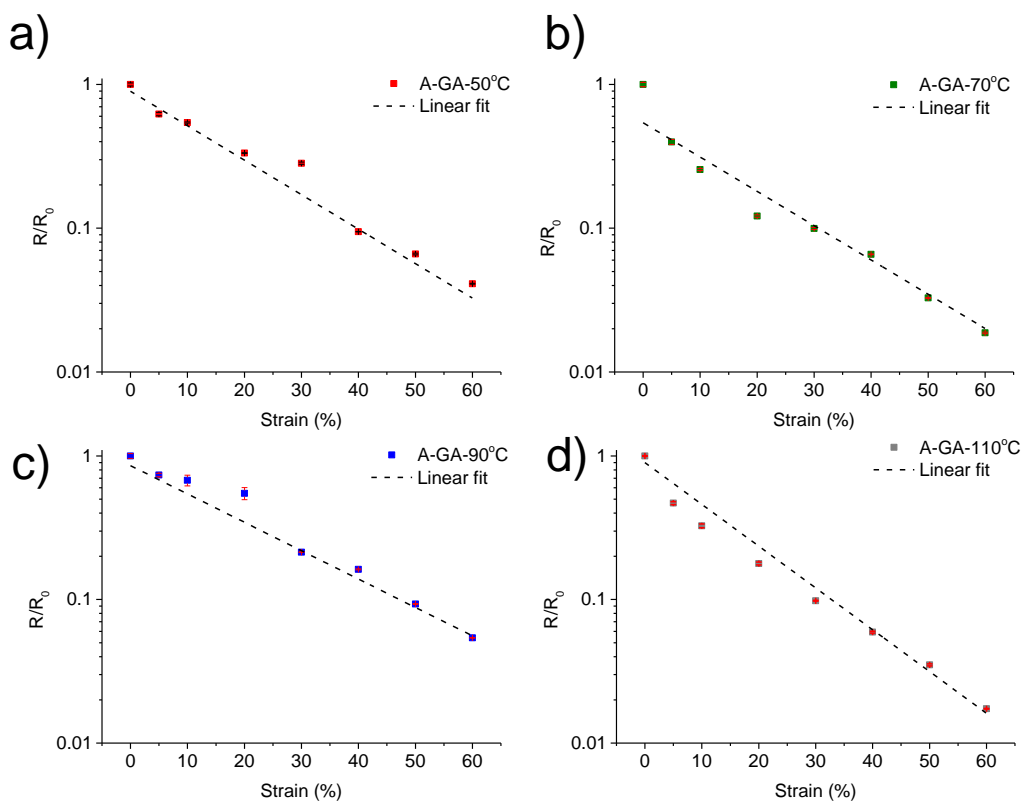 a)
A-GA-50°C
Linear fit
1
0.1
0.01
R/R₀
0 10 20 30 40 50 60
Strain (%)
b)
A-GA-70°C
Linear fit
1
0.1
0.01
R/R₀
0 10 20 30 40 50 60
Strain (%)
c)
A-GA-90°C
Linear fit
1
0.1
0.01
R/R₀
0 10 20 30 40 50 60
Strain (%)
d)
A-GA-110°C
Linear fit
1
0.1
0.01
R/R₀
0 10 20 30 40 50 60
Strain (%)